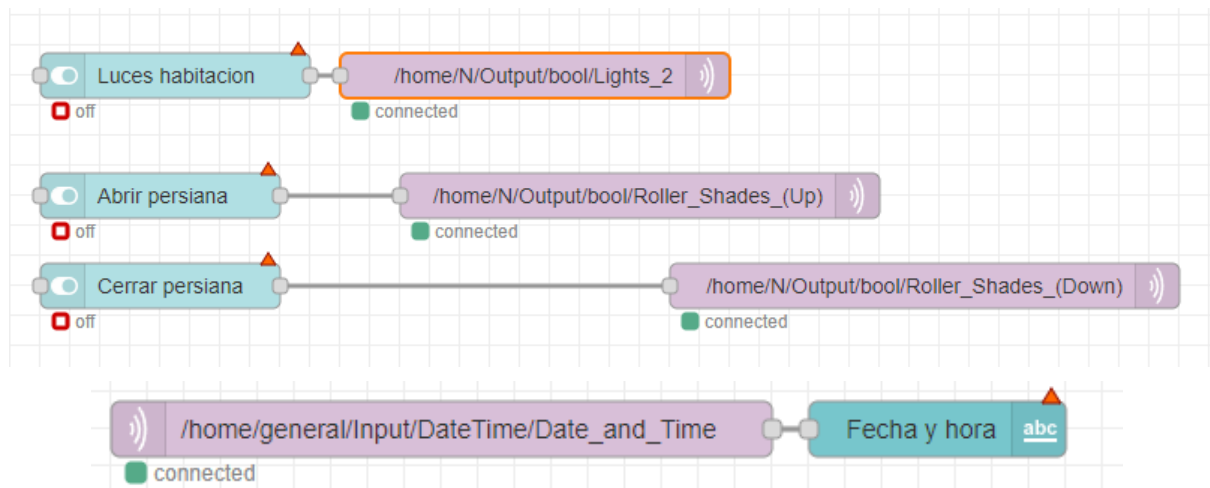 Luces habitacion
/home/N/Output/bool/Lights_2
off
connected
Abrir persiana
/home/N/Output/bool/Roller_Shades_(Up)
off
connected
Cerrar persiana
/home/N/Output/bool/Roller_Shades_(Down)
off
connected
/home/general/Input/DateTime/Date_and_Time
Fecha y hora
abc
connected